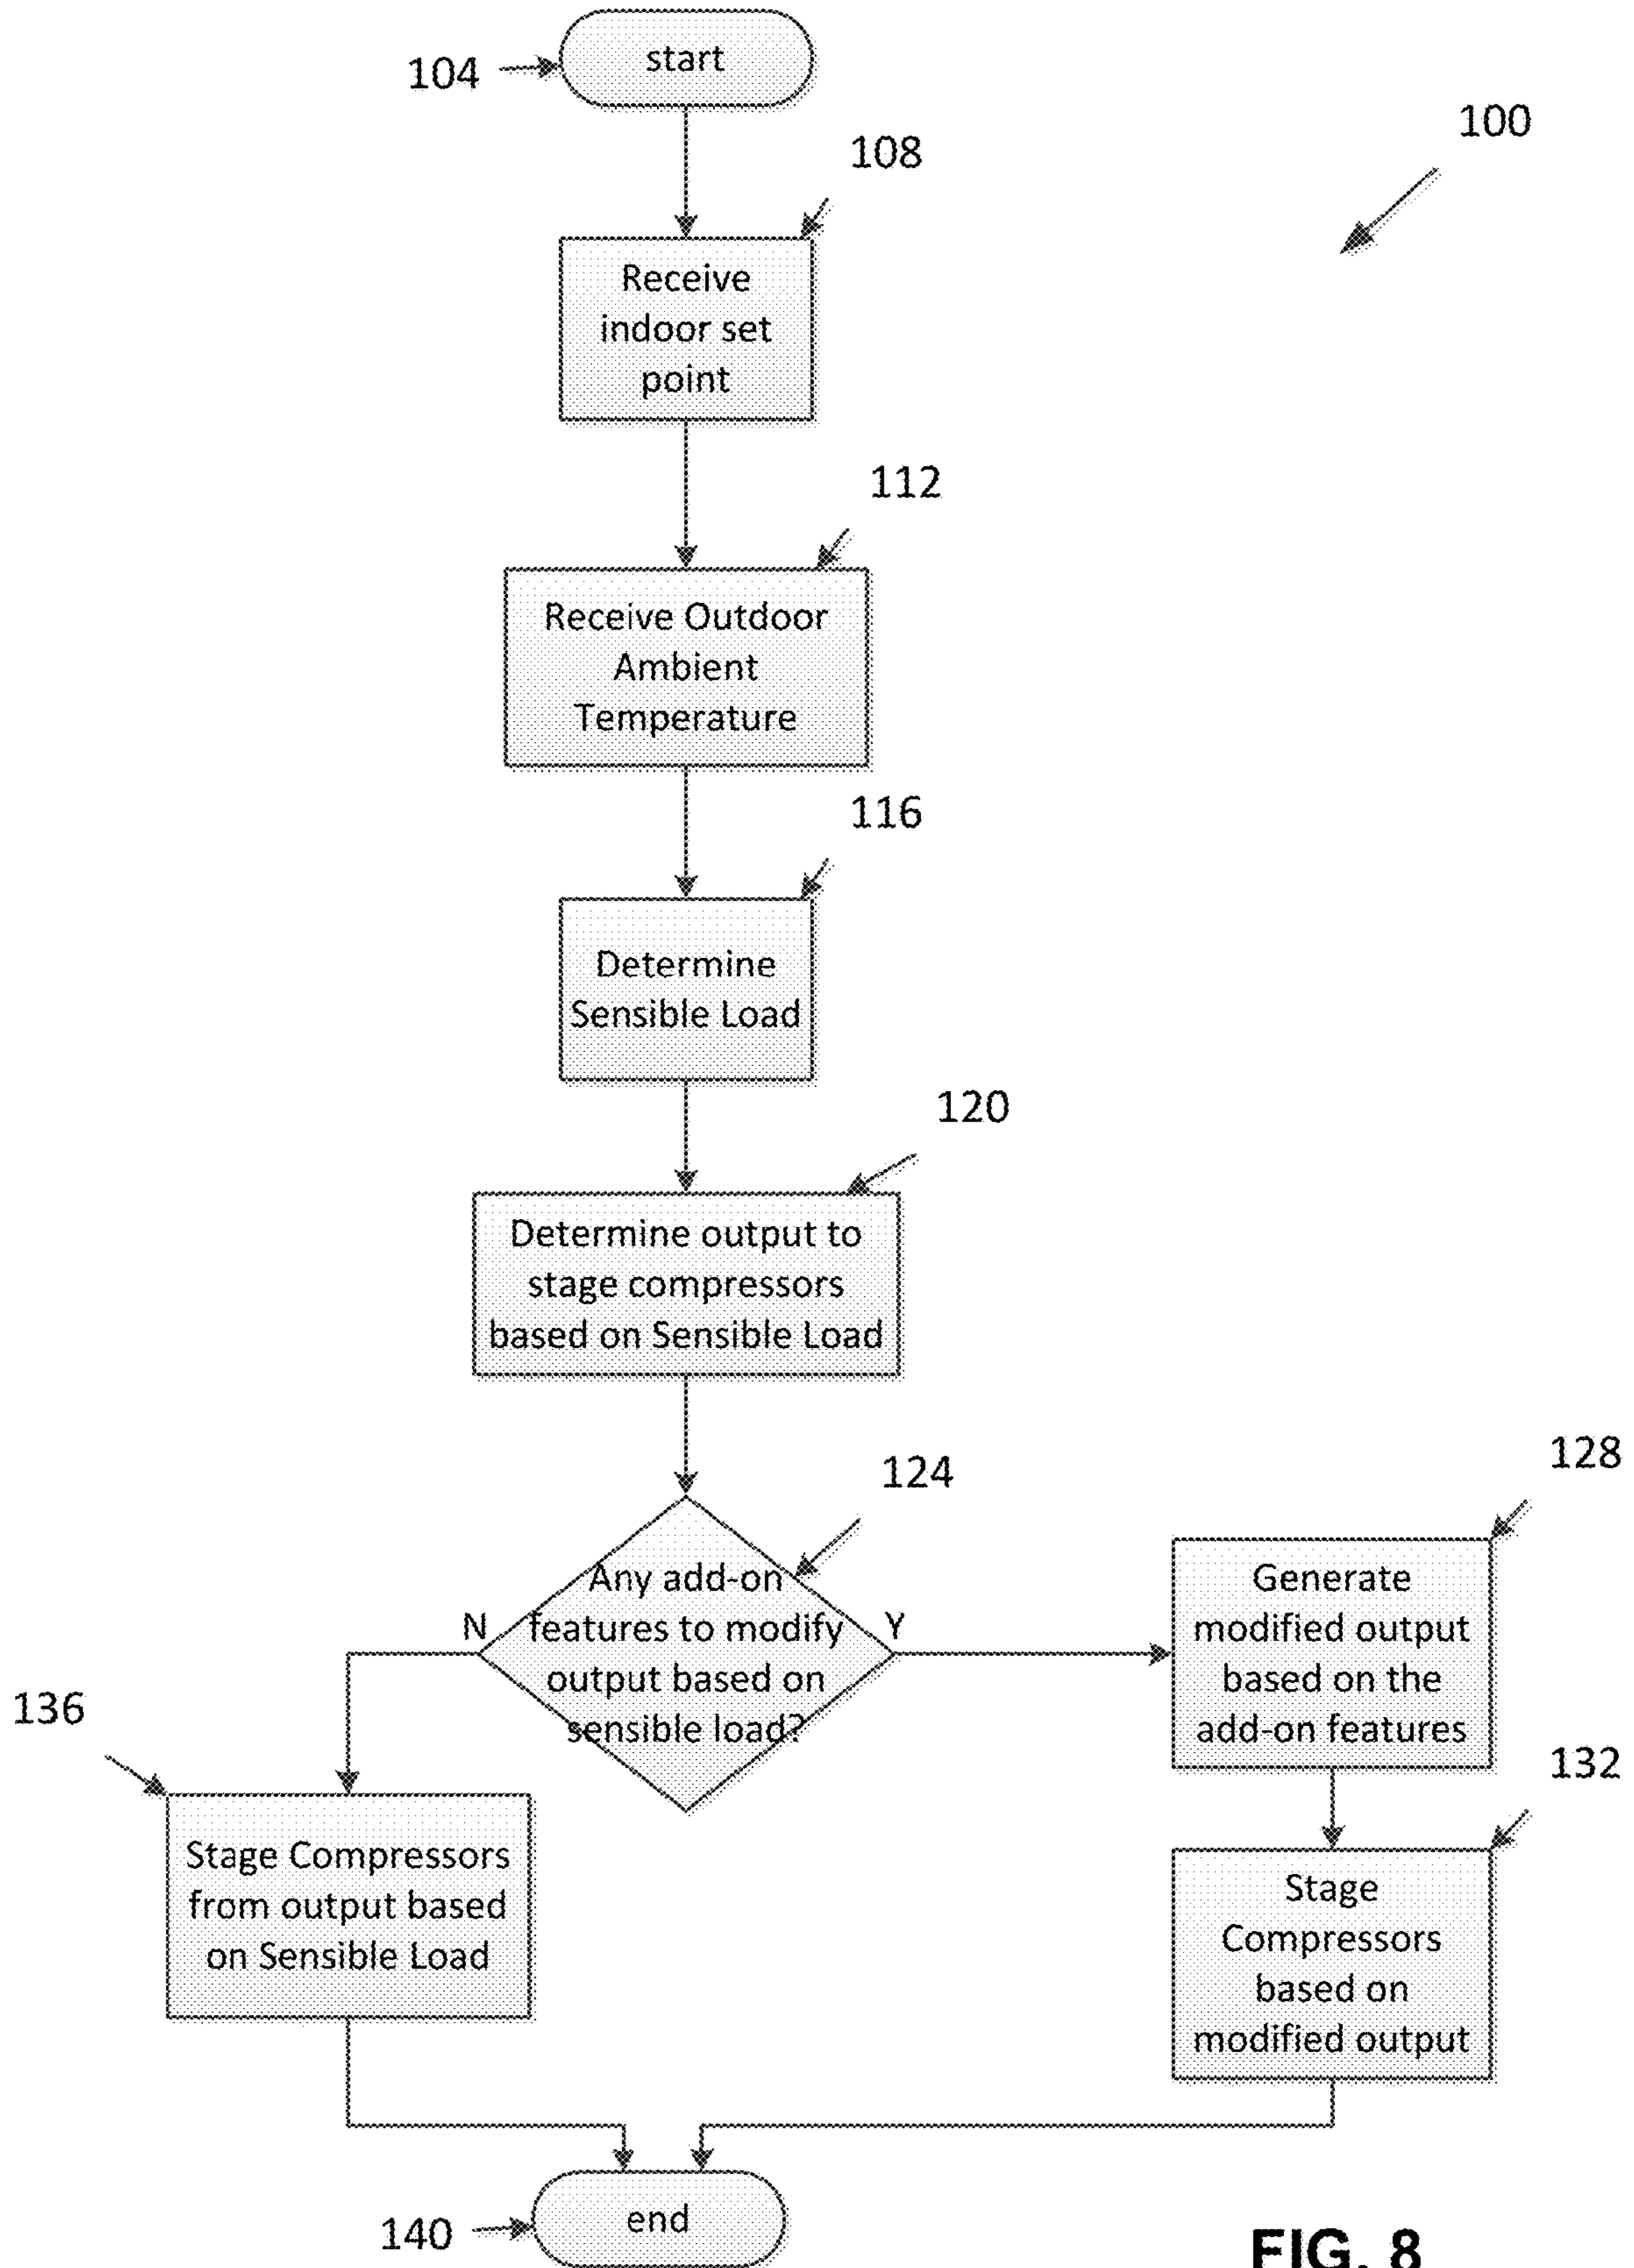 start
104
100
108
Receive
indoor set
point
112
Receive Outdoor
Ambient
Temperature
116
Determine
Sensible Load
120
Determine output to
stage compressors
based on Sensible Load
124
Any add-on
features to modify
output based on
sensible load?
N
Y
128
Generate
modified output
based on the
add-on features
136
Stage Compressors
from output based
on Sensible Load
132
Stage
Compressors
based on
modified output
end
140
FIG. 8